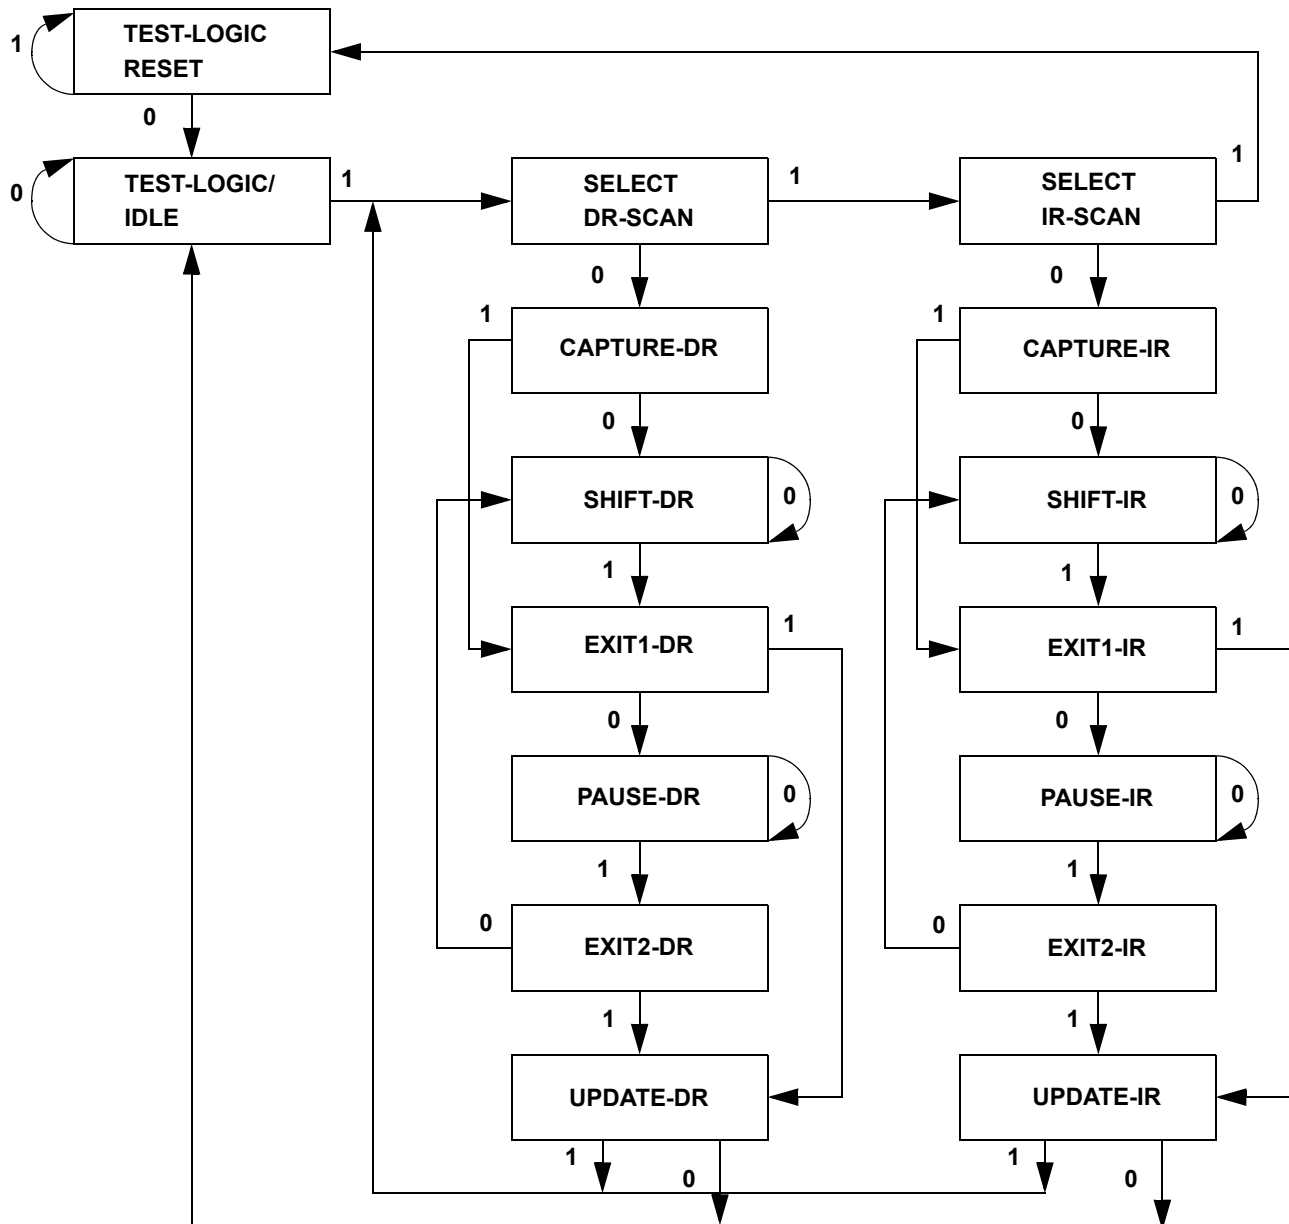 1
TEST-LOGIC
RESET
0
0
TEST-LOGIC/
IDLE
1
SELECT
DR-SCAN
1
SELECT
IR-SCAN
1
0
0
1
CAPTURE-DR
1
CAPTURE-IR
0
0
SHIFT-DR
0
SHIFT-IR
0
1
1
EXIT1-DR
1
EXIT1-IR
1
0
0
PAUSE-DR
0
PAUSE-IR
0
1
1
0
EXIT2-DR
0
EXIT2-IR
1
1
UPDATE-DR
UPDATE-IR
1
0
1
0